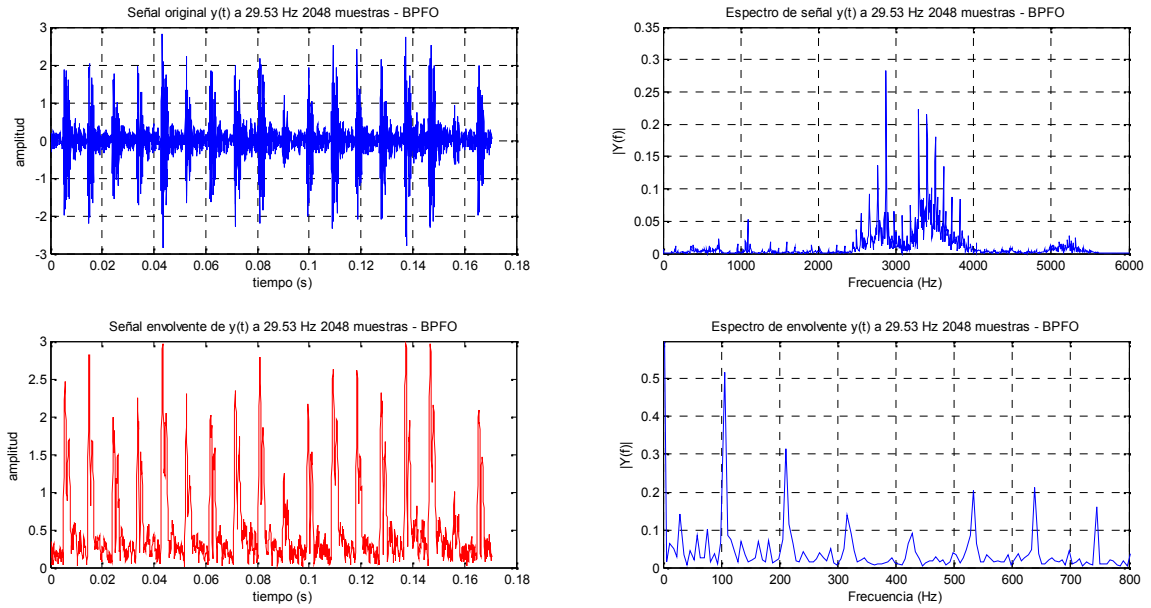 Señal original y(t) a 29.53 Hz 2048 muestras - BPFO
amplitud
3
2
1
0
-1
-2
-3
0 0.02 0.04 0.06 0.08 0.1 0.12 0.14 0.16 0.18
tiempo (s)
Espectro de señal y(t) a 29.53 Hz 2048 muestras - BPFO
|Y(f)|
0.35
0.3
0.25
0.2
0.15
0.1
0.05
0
0 1000 2000 3000 4000 5000 6000
Frecuencia (Hz)
Señal envolvente de y(t) a 29.53 Hz 2048 muestras - BPFO
amplitud
3
2.5
2
1.5
1
0.5
0
0 0.02 0.04 0.06 0.08 0.1 0.12 0.14 0.16 0.18
tiempo (s)
Espectro de envolvente y(t) a 29.53 Hz 2048 muestras - BPFO
|Y(f)|
0.5
0.4
0.3
0.2
0.1
0
0 100 200 300 400 500 600 700 800
Frecuencia (Hz)